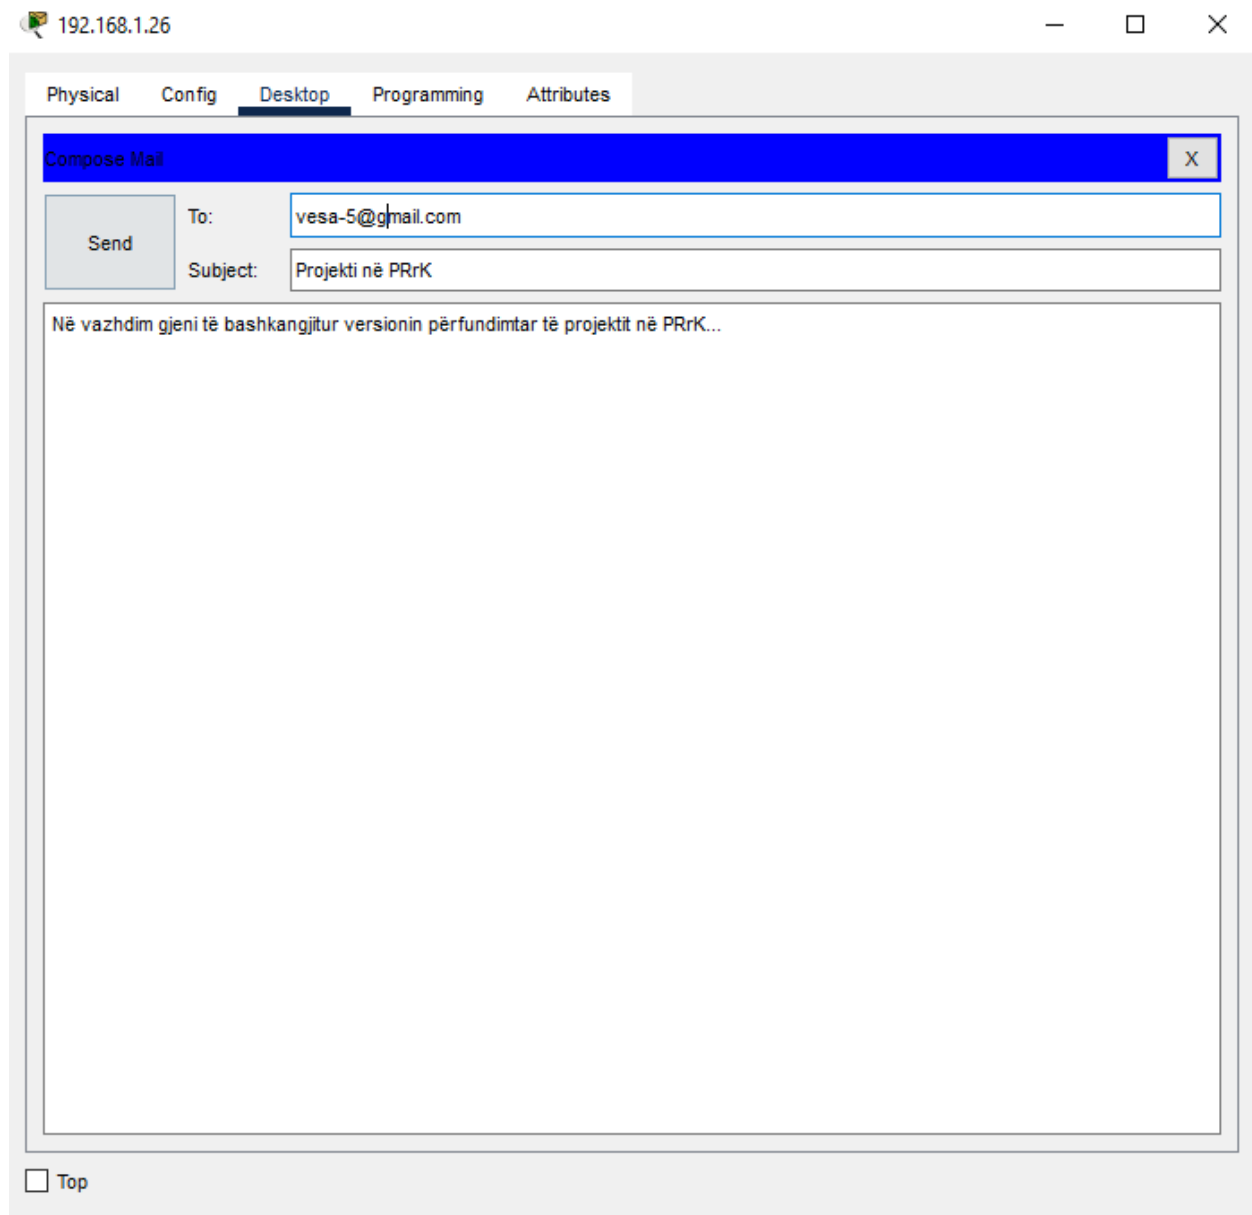 192.168.1.26
Physical Config Desktop Programming Attributes
Compose Mail X
Send
To: vesa-5@gmail.com
Subject: Projekti në PRrK
Në vazhdim gjeni të bashkangjitur versionin përfundimtar të projektit në PRrK...
Top